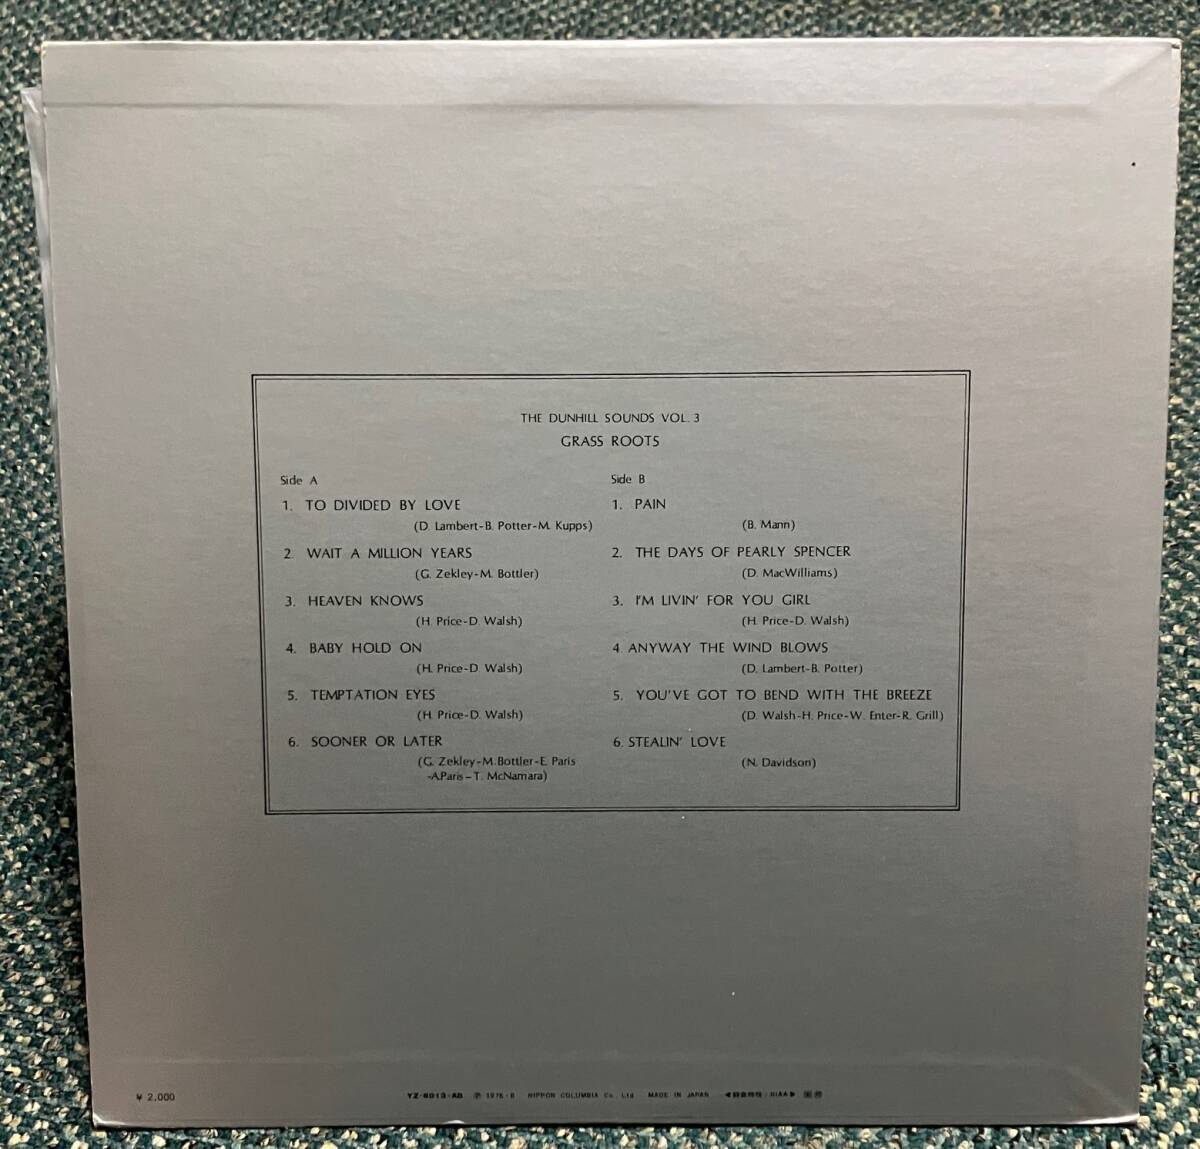 THE DUNHILL SOUNDS VOL. 3
GRASS ROOTS
Side A
1. TO DIVIDED BY LOVE
(D. Lambert-B. Potter-M. Kupps)
2. WAIT A MILLION YEARS
(G. Zekley-M. Bottler)
3. HEAVEN KNOWS
(H. Price-D. Walsh)
4. BABY HOLD ON
(H. Price-D. Walsh)
5. TEMPTATION EYES
(H. Price-D. Walsh)
6. SOONER OR LATER
(G. Zekley-M. Bottler-E. Paris
-A.Paris-T. McNamara)
Side B
1. PAIN
(B. Mann)
2. THE DAYS OF PEARLY SPENCER
(D. MacWilliams)
3. I'M LIVIN' FOR YOU GIRL
(H. Price-D. Walsh)
4. ANYWAY THE WIND BLOWS
(D. Lambert-B. Potter)
5. YOU'VE GOT TO BEND WITH THE BREEZE
(D. Walsh-H. Price-W. Enter-R. Grill)
6. STEALIN' LOVE
(N. Davidson)
¥ 2,000
YZ-8013-AB ℗ 1976·8 NIPPON COLUMBIA Co., Ltd MADE IN JAPAN